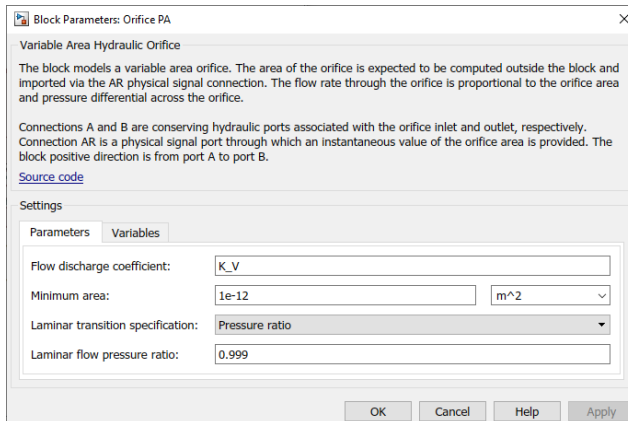 Block Parameters: Orifice PA
Variable Area Hydraulic Orifice
The block models a variable area orifice. The area of the orifice is expected to be computed outside the block and
imported via the AR physical signal connection. The flow rate through the orifice is proportional to the orifice area
and pressure differential across the orifice.
Connections A and B are conserving hydraulic ports associated with the orifice inlet and outlet, respectively.
Connection AR is a physical signal port through which an instantaneous value of the orifice area is provided. The
block positive direction is from port A to port B.
Source code
Settings
Parameters Variables
Flow discharge coefficient: K_V
Minimum area: 1e-12 m^2
Laminar transition specification: Pressure ratio
Laminar flow pressure ratio: 0.999
OK Cancel Help Apply